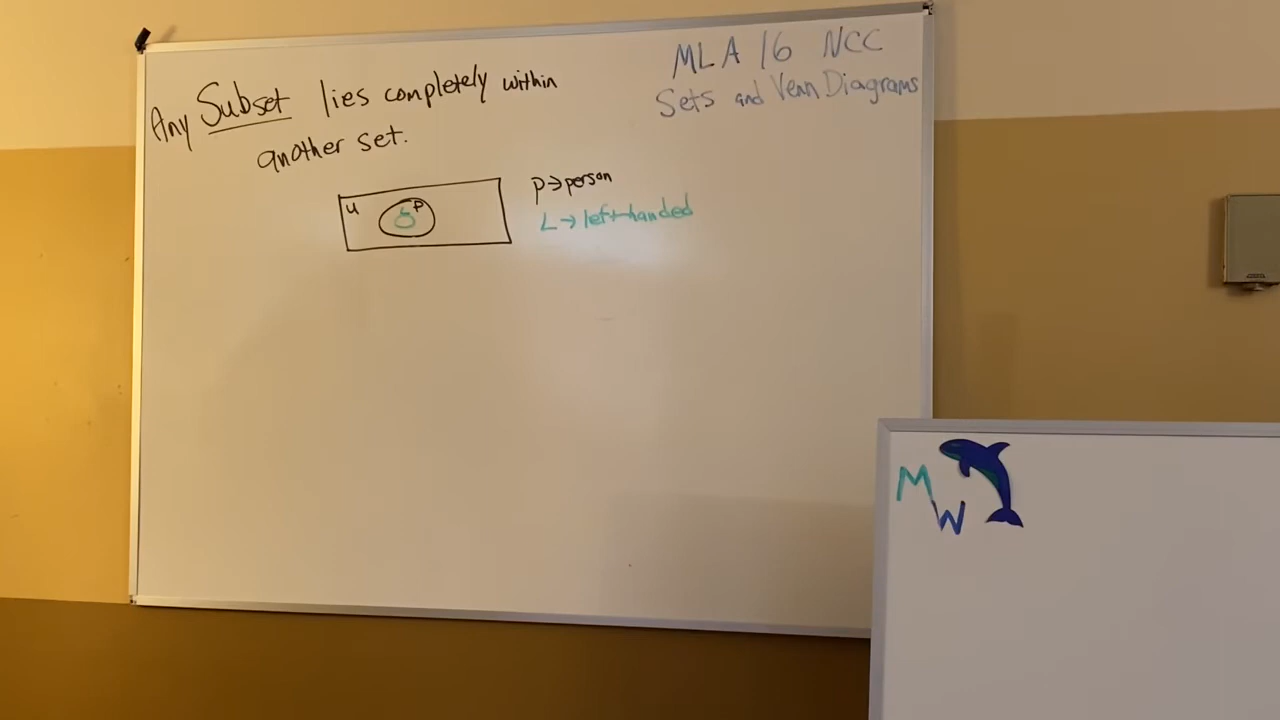 MLA 16 NCC
Sets and Venn Diagrams
Any Subset lies completely within
another set.
U
P
L
P→person
L→left-handed
M
W